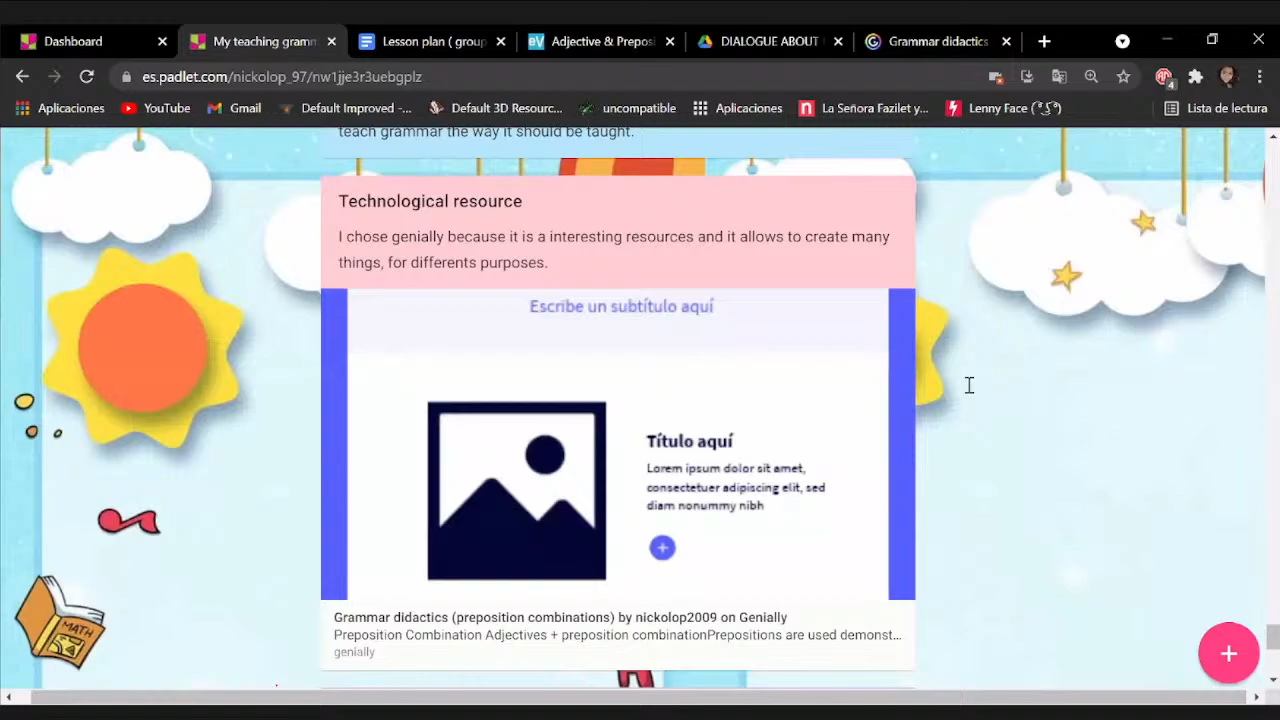 Dashboard
My teaching gramm
Lesson plan ( group
Adjective & Preposi
DIALOGUE ABOUT
Grammar didactics
es.padlet.com/nickolop_97/nw1jje3r3uebgplz
4
Aplicaciones
YouTube
Gmail
Default Improved -...
Default 3D Resourc...
uncompatible
Aplicaciones
La Señora Fazilet y...
Lenny Face ( ͡° ͜ʖ ͡°)
Lista de lectura
teach grammar the way it should be taught.
Technological resource
I chose genially because it is a interesting resources and it allows to create many
things, for differents purposes.
Escribe un subtítulo aquí
Título aquí
Lorem ipsum dolor sit amet,
consectetuer adipiscing elit, sed
diam nonummy nibh
Grammar didactics (preposition combinations) by nickolop2009 on Genially
Preposition Combination Adjectives + preposition combinationPrepositions are used demonst...
genially
MATH